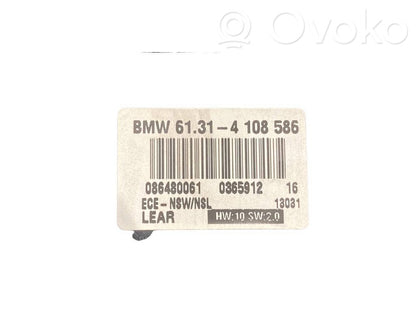 Ovoko
BMW 61.31-4 108 586
086480061 0365912 16
ECE-NSW/NSL 13031
LEAR HW:10 SW:2.0